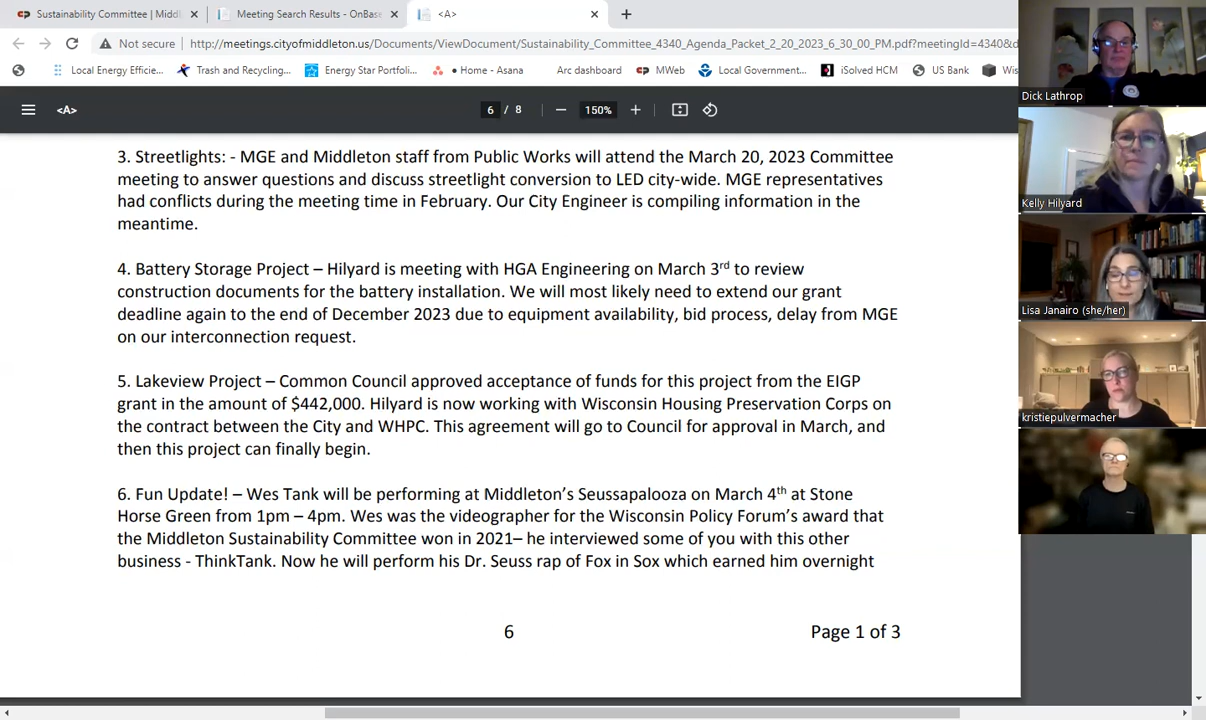 Sustainability Committee | Middl
Meeting Search Results - OnBase
<A>
Not secure
http://meetings.cityofmiddleton.us/Documents/ViewDocument/Sustainability_Committee_4340_Agenda_Packet_2_20_2023_6_30_00_PM.pdf?meetingId=4340&d
Local Energy Efficie...
Trash and Recycling...
Energy Star Portfoli...
• Home - Asana
Arc dashboard
MWeb
Local Government...
iSolved HCM
US Bank
Wis
<A>
6 / 8
150%
3. Streetlights: - MGE and Middleton staff from Public Works will attend the March 20, 2023 Committee
meeting to answer questions and discuss streetlight conversion to LED city-wide. MGE representatives
had conflicts during the meeting time in February. Our City Engineer is compiling information in the
meantime.
4. Battery Storage Project – Hilyard is meeting with HGA Engineering on March 3rd to review
construction documents for the battery installation. We will most likely need to extend our grant
deadline again to the end of December 2023 due to equipment availability, bid process, delay from MGE
on our interconnection request.
5. Lakeview Project – Common Council approved acceptance of funds for this project from the EIGP
grant in the amount of $442,000. Hilyard is now working with Wisconsin Housing Preservation Corps on
the contract between the City and WHPC. This agreement will go to Council for approval in March, and
then this project can finally begin.
6. Fun Update! – Wes Tank will be performing at Middleton's Seussapalooza on March 4th at Stone
Horse Green from 1pm – 4pm. Wes was the videographer for the Wisconsin Policy Forum's award that
the Middleton Sustainability Committee won in 2021– he interviewed some of you with this other
business - ThinkTank. Now he will perform his Dr. Seuss rap of Fox in Sox which earned him overnight
6
Page 1 of 3
Dick Lathrop
Kelly Hilyard
Lisa Janairo (she/her)
kristiepulvermacher